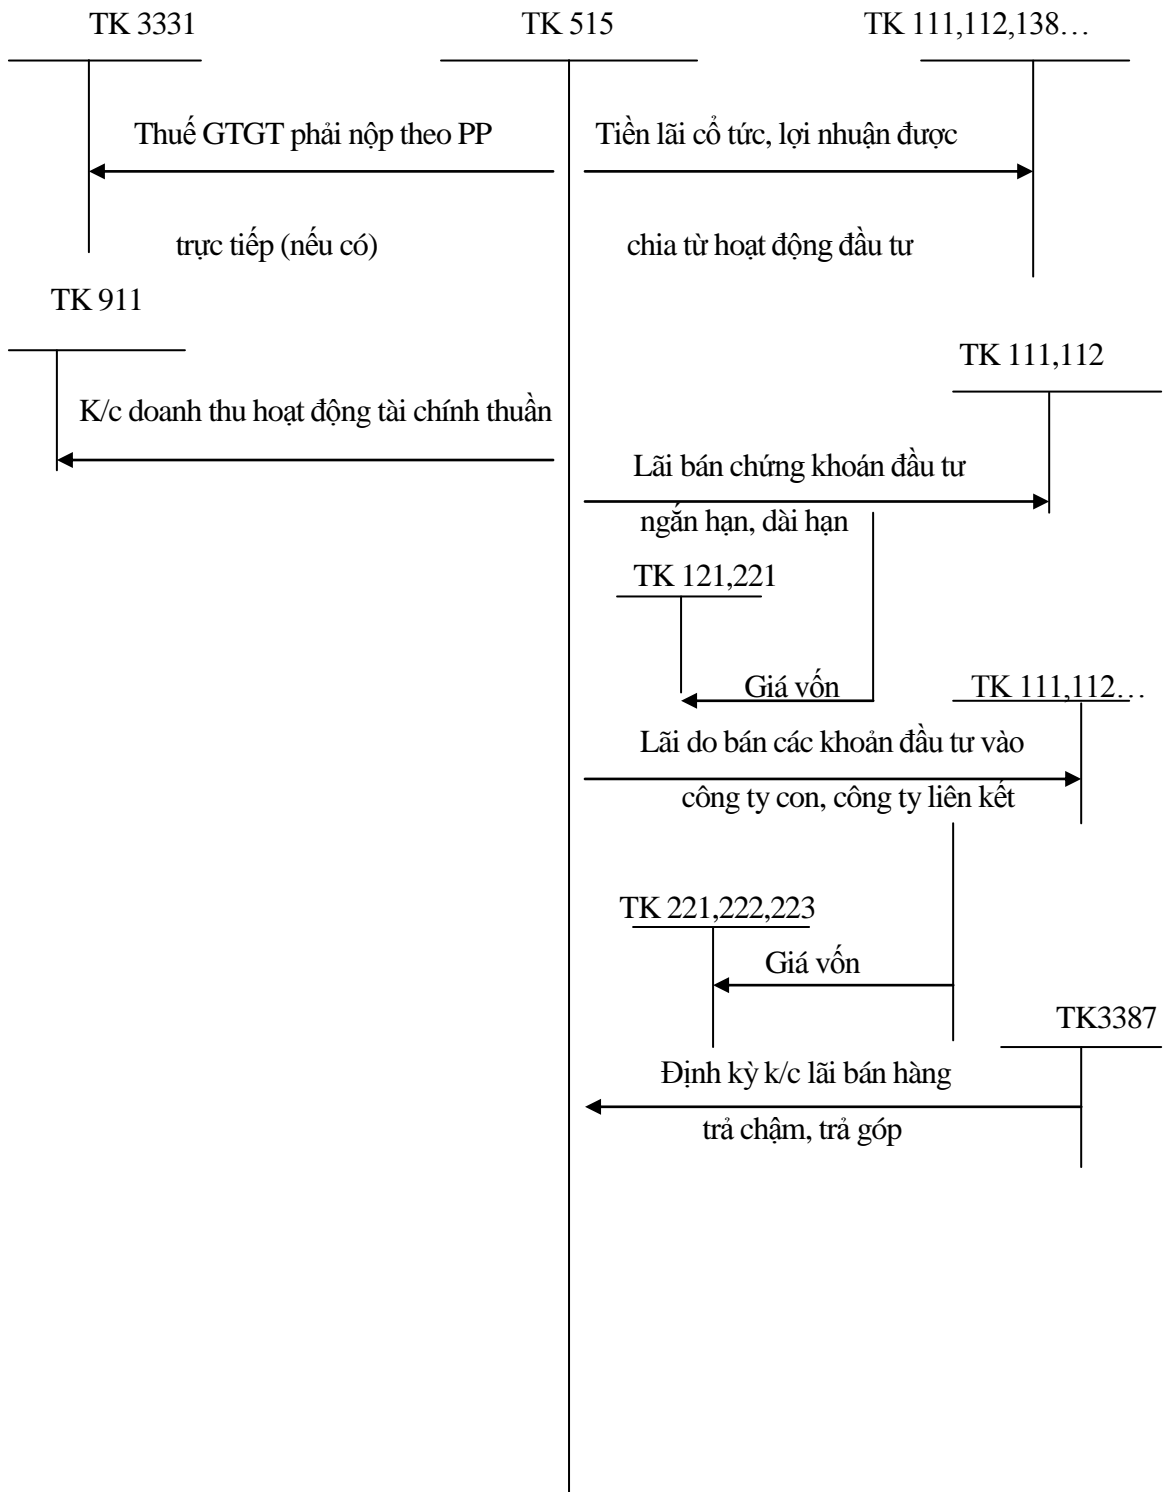 TK 3331
TK 515
TK 111,112,138…
Thuế GTGT phải nộp theo PP
Tiền lãi cổ tức, lợi nhuận được
trực tiếp (nếu có)
chia từ hoạt động đầu tư
TK 911
TK 111,112
K/c doanh thu hoạt động tài chính thuần
Lãi bán chứng khoán đầu tư
ngắn hạn, dài hạn
TK 121,221
Giá vốn
TK 111,112…
Lãi do bán các khoản đầu tư vào
công ty con, công ty liên kết
TK 221,222,223
Giá vốn
TK3387
Định kỳ k/c lãi bán hàng
trả chậm, trả góp